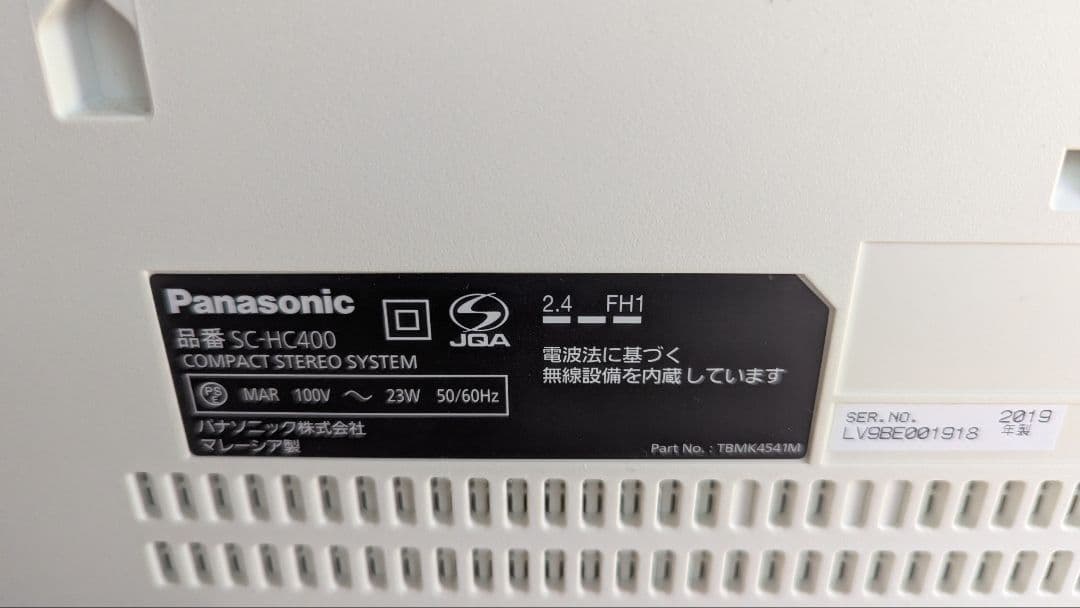 Panasonic
品番 SC-HC400
COMPACT STEREO SYSTEM
PS E MAR 100V ～ 23W 50/60Hz
パナソニック株式会社
マレーシア製
JQA
2.4 FH1
電波法に基づく
無線設備を内蔵しています
Part No. : TBMK4541M
SER.NO. 2019
LV9BE001918 年製